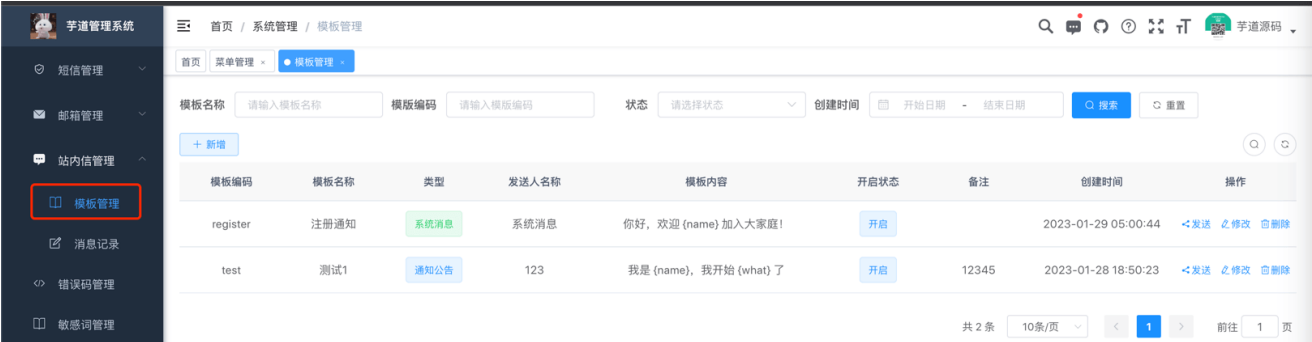 芋道管理系统
首页 / 系统管理 / 模板管理
芋道源码
短信管理
邮箱管理
站内信管理
模板管理
消息记录
错误码管理
敏感词管理
首页 菜单管理 × 模板管理 ×
模板名称 请输入模板名称 模版编码 请输入模版编码 状态 请选择状态 创建时间 开始日期 - 结束日期 搜索 重置
+ 新增
模板编码 模板名称 类型 发送人名称 模板内容 开启状态 备注 创建时间 操作
register 注册通知 系统消息 系统消息 你好，欢迎 {name} 加入大家庭！ 开启 2023-01-29 05:00:44 发送 修改 删除
test 测试1 通知公告 123 我是 {name}，我开始 {what} 了 开启 12345 2023-01-28 18:50:23 发送 修改 删除
共 2 条 10条/页 < 1 > 前往 1 页